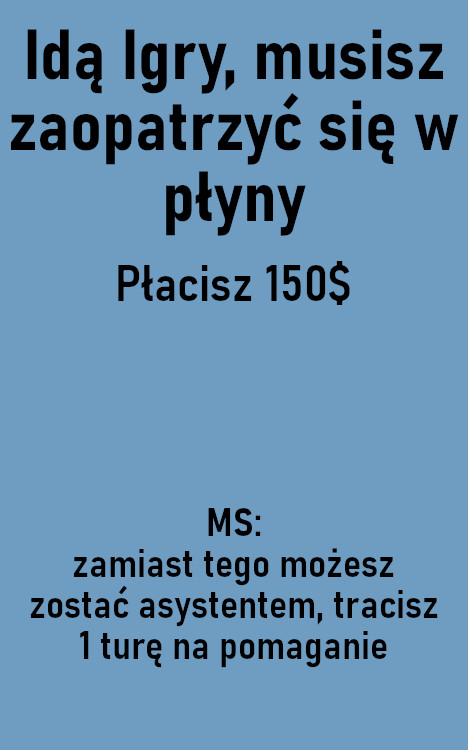 Idą Igry, musisz
zaopatrzyć się w
płyny
Płacisz 150$
MS:
zamiast tego możesz
zostać asystentem, tracisz
1 turę na pomaganie